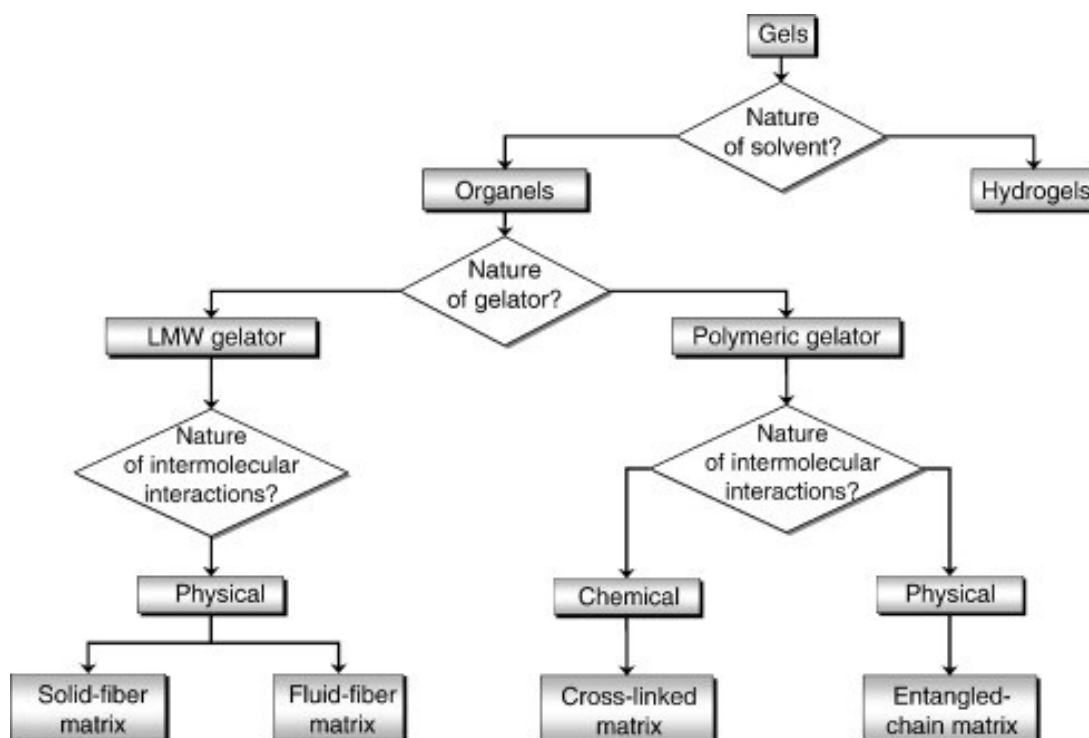 Gels
Nature
of solvent?
Organels
Hydrogels
Nature
of gelator?
LMW gelator
Polymeric gelator
Nature
of intermolecular
interactions?
Nature
of intermolecular
interactions?
Physical
Chemical
Physical
Solid-fiber
matrix
Fluid-fiber
matrix
Cross-linked
matrix
Entangled-
chain matrix